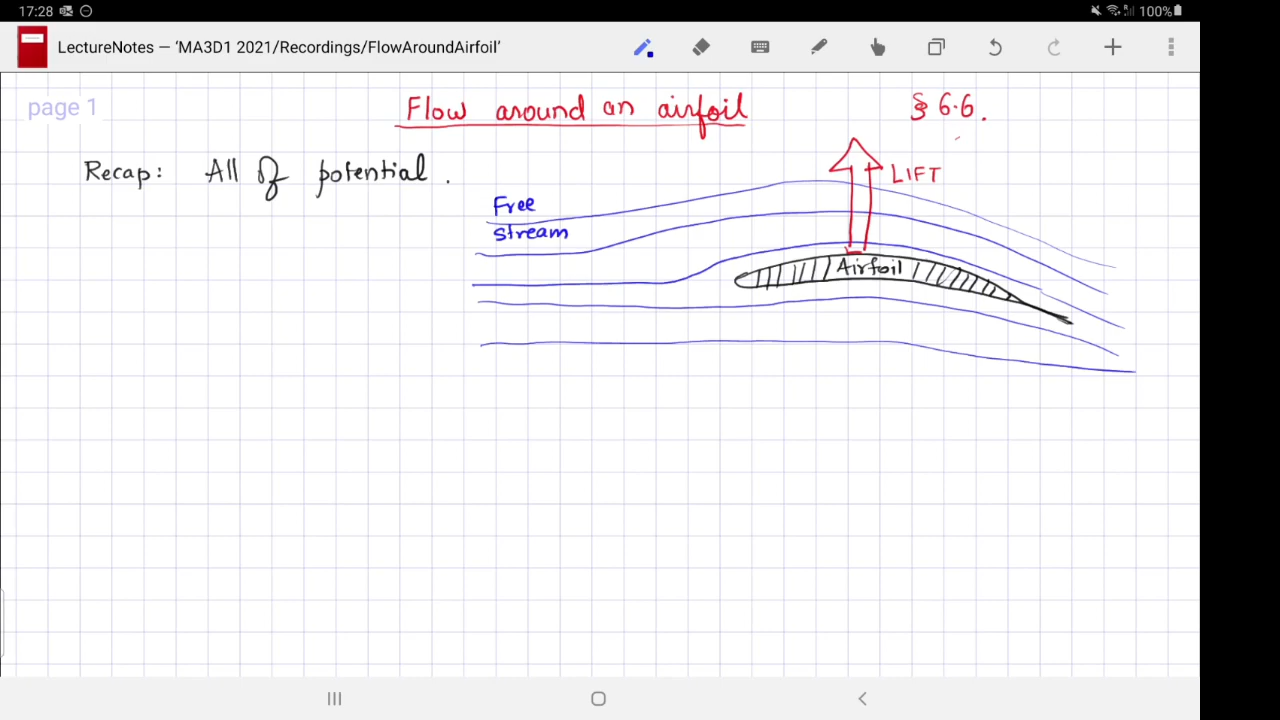 17:28
100%
LectureNotes — ‘MA3D1 2021/Recordings/FlowAroundAirfoil’
page 1
Flow around an airfoil
§ 6.6.
Recap: All of potential.
LIFT
Free
stream
Airfoil